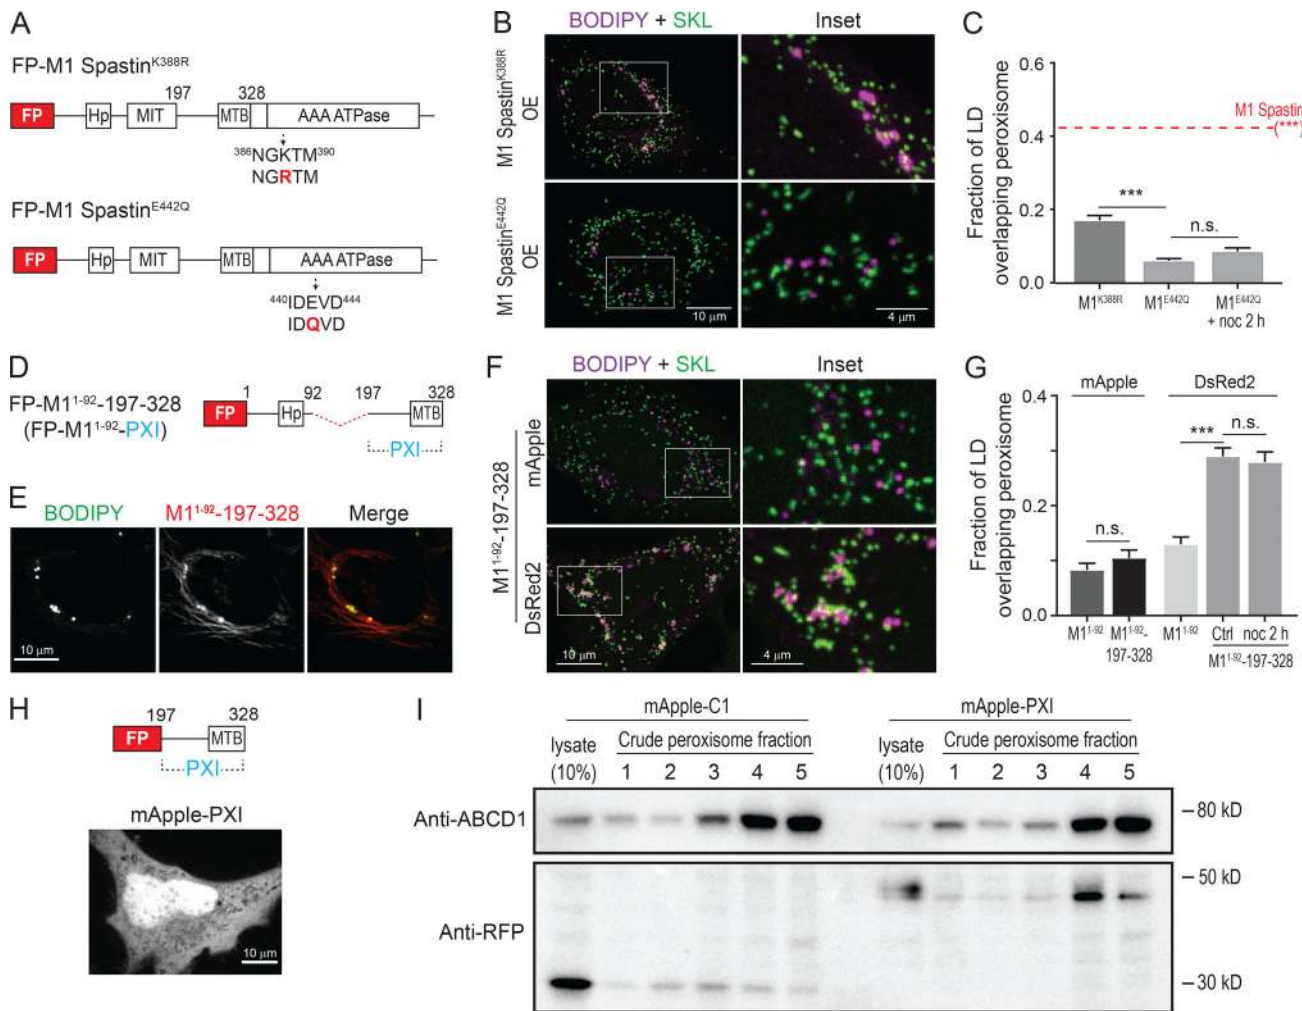 A
FP-M1 Spastin^K388R
197
328
FP
Hp
MIT
MTB
AAA ATPase
386NGKTM390
NGRTM
FP-M1 Spastin^E442Q
FP
Hp
MIT
MTB
AAA ATPase
440IDEVD444
IDQVD
B
BODIPY + SKL
Inset
M1 Spastin^K388R
OE
M1 Spastin^E442Q
OE
10 μm
4 μm
C
Fraction of LD
overlapping peroxisome
0.6
0.4
0.2
0.0
M1 Spastin
(***)
***
n.s.
M1^K388R
M1^E442Q
M1^E442Q
+ noc 2 h
D
FP-M1^1-92-197-328
(FP-M1^1-92-PXI)
FP
1
Hp
92
197
328
MTB
PXI
E
BODIPY
M1^1-92-197-328
Merge
10 μm
F
BODIPY + SKL
Inset
M1^1-92-197-328
mApple
DsRed2
10 μm
4 μm
G
Fraction of LD
overlapping peroxisome
0.4
0.3
0.2
0.1
0.0
mApple
DsRed2
n.s.
***
n.s.
M1^1-92
M1^1-92-
197-328
M1^1-92
Ctrl
noc 2 h
M1^1-92-197-328
H
197
328
FP
MTB
PXI
mApple-PXI
10 μm
I
mApple-C1
mApple-PXI
lysate
(10%)
Crude peroxisome fraction
1 2 3 4 5
lysate
(10%)
Crude peroxisome fraction
1 2 3 4 5
Anti-ABCD1
80 kD
50 kD
Anti-RFP
30 kD